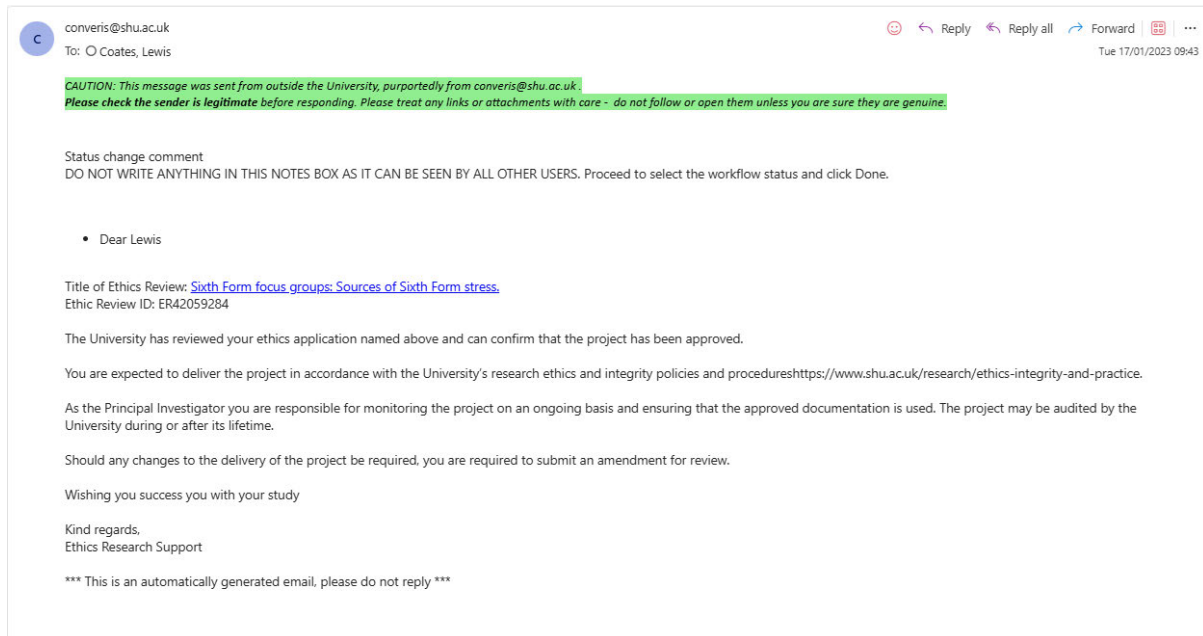 C
converis@shu.ac.uk
To: Coates, Lewis
Reply
Reply all
Forward
Tue 17/01/2023 09:43
CAUTION: This message was sent from outside the University, purportedly from converis@shu.ac.uk .
Please check the sender is legitimate before responding. Please treat any links or attachments with care - do not follow or open them unless you are sure they are genuine.
Status change comment
DO NOT WRITE ANYTHING IN THIS NOTES BOX AS IT CAN BE SEEN BY ALL OTHER USERS. Proceed to select the workflow status and click Done.
• Dear Lewis
Title of Ethics Review: Sixth Form focus groups: Sources of Sixth Form stress.
Ethic Review ID: ER42059284
The University has reviewed your ethics application named above and can confirm that the project has been approved.
You are expected to deliver the project in accordance with the University's research ethics and integrity policies and procedureshttps://www.shu.ac.uk/research/ethics-integrity-and-practice.
As the Principal Investigator you are responsible for monitoring the project on an ongoing basis and ensuring that the approved documentation is used. The project may be audited by the
University during or after its lifetime.
Should any changes to the delivery of the project be required, you are required to submit an amendment for review.
Wishing you success you with your study
Kind regards,
Ethics Research Support
*** This is an automatically generated email, please do not reply ***